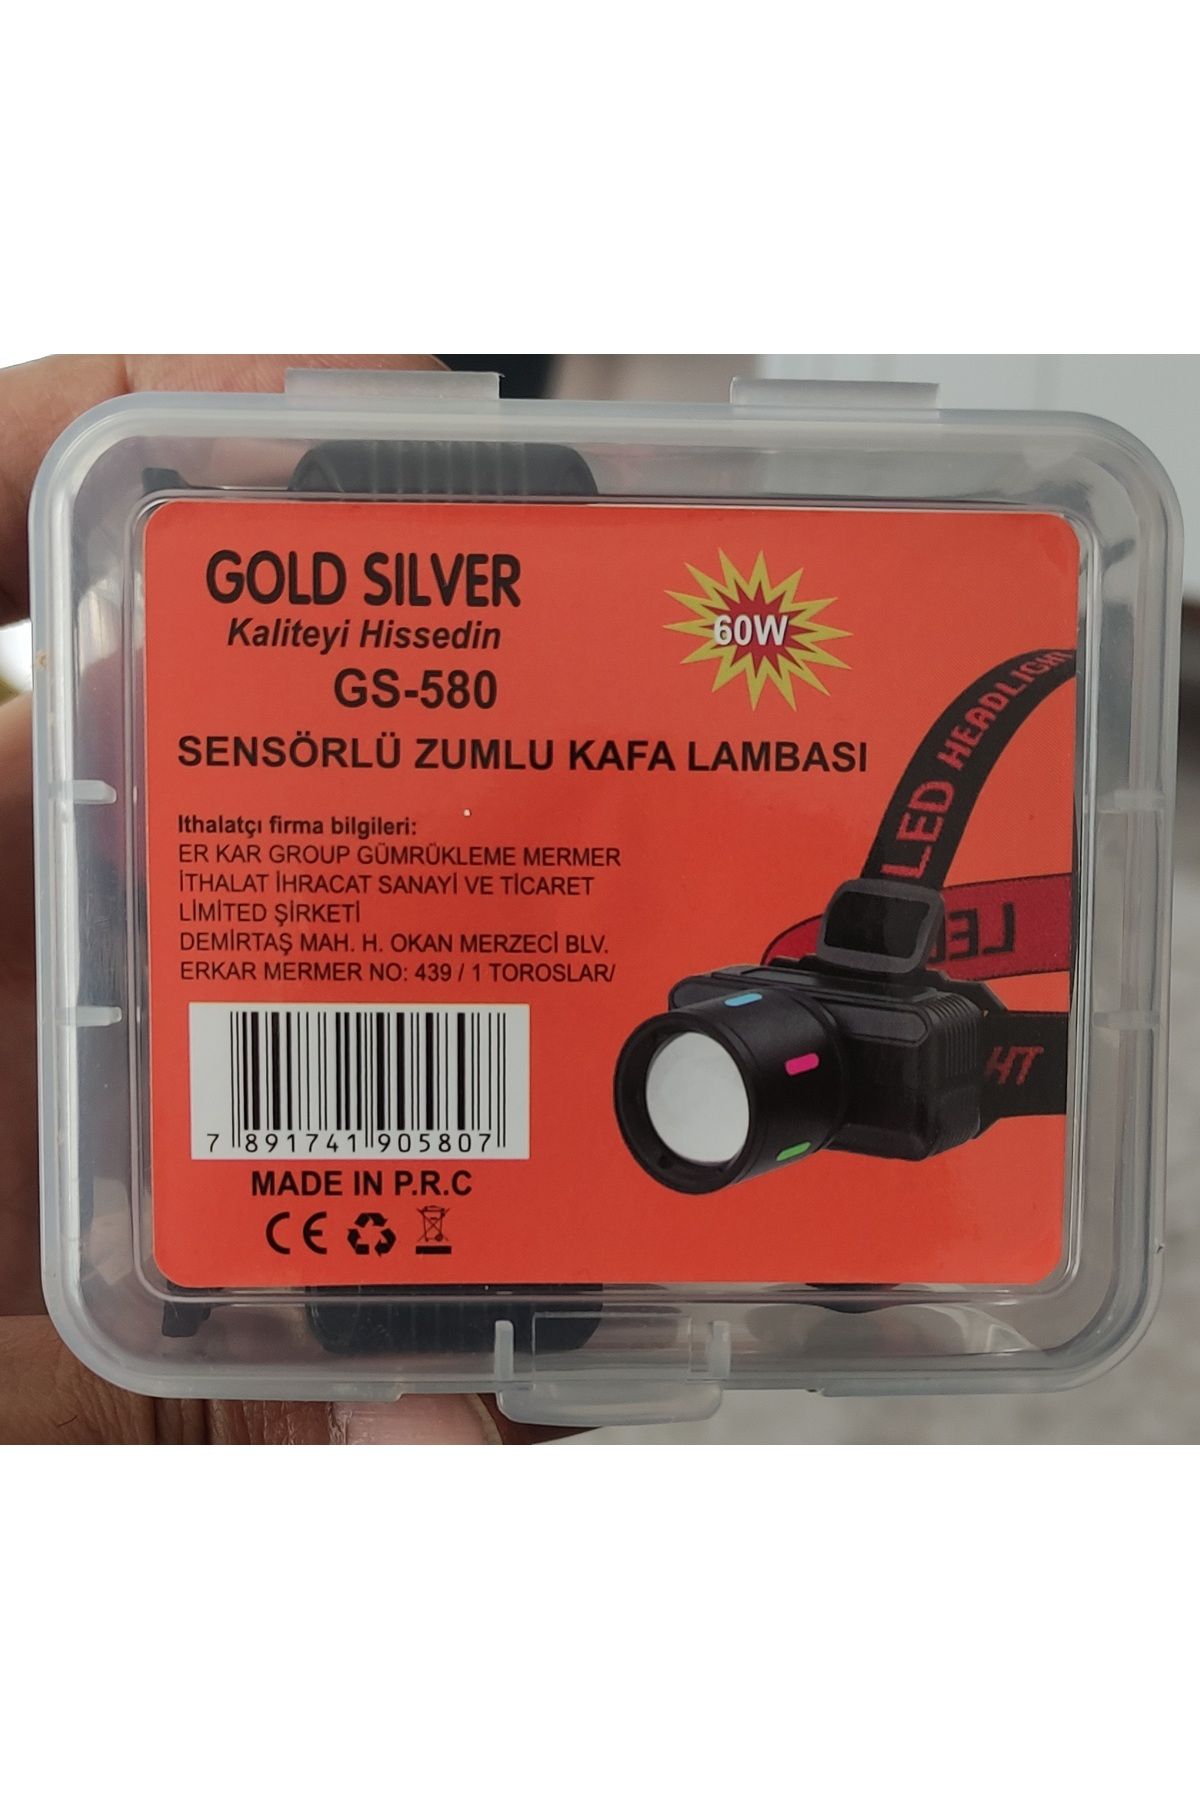 GOLD SILVER
Kaliteyi Hissedin
GS-580
60W
SENSÖRLÜ ZUMLU KAFA LAMBASI
Ithalatçı firma bilgileri:
ER KAR GROUP GÜMRÜKLEME MERMER
İTHALAT İHRACAT SANAYİ VE TİCARET
LİMİTED ŞİRKETİ
DEMİRTAŞ MAH. H. OKAN MERZECİ BLV.
ERKAR MERMER NO: 439 / 1 TOROSLAR/
LED HEADLIGHT
LED
HT
7 891741 905807
MADE IN P.R.C
CE